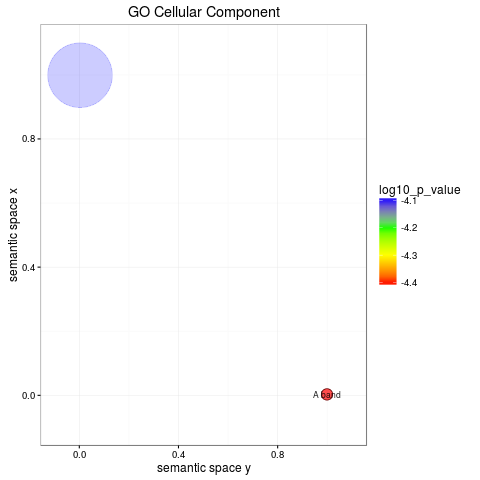 GO Cellular Component
semantic space x
0.8
0.4
0.0
A band
0.0
0.4
0.8
semantic space y
log10_p_value
-4.1
-4.2
-4.3
-4.4